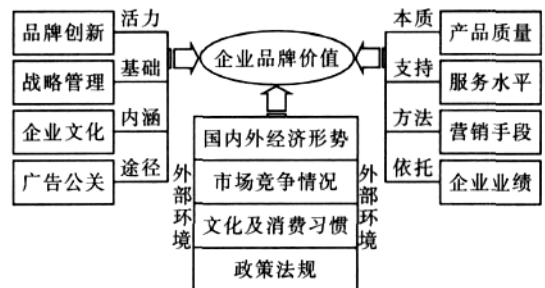 品牌创新
活力
战略管理
基础
企业文化
内涵
广告公关
途径
企业品牌价值
本质
产品质量
支持
服务水平
方法
营销手段
依托
企业业绩
外部环境
国内外经济形势
市场竞争情况
文化及消费习惯
政策法规
外部环境